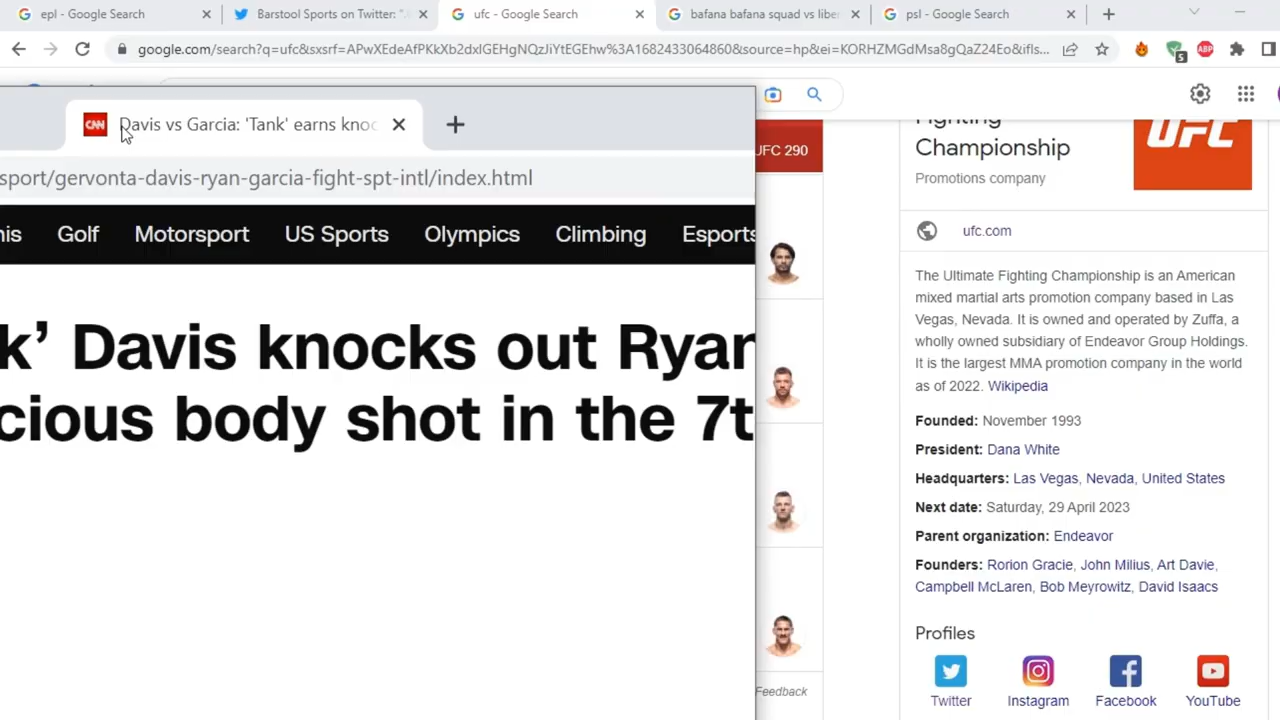 epl - Google Search
Barstool Sports on Twitter: "J
ufc - Google Search
bafana bafana squad vs liber
psl - Google Search
google.com/search?q=ufc&sxsrf=APwXEdeAfPKkXb2dxlGEHgNQzJiYtEGEhw%3A1682433064860&source=hp&ei=KORHZMGdMsa8gQaZ24Eo&ifls...
5
ABP
CNN
Davis vs Garcia: 'Tank' earns knoc
sport/gervonta-davis-ryan-garcia-fight-spt-intl/index.html
nis Golf Motorsport US Sports Olympics Climbing Esports
k’ Davis knocks out Ryan
cious body shot in the 7t
UFC 290
Feedback
Fighting
Championship
Promotions company
UFC
ufc.com
The Ultimate Fighting Championship is an American
mixed martial arts promotion company based in Las
Vegas, Nevada. It is owned and operated by Zuffa, a
wholly owned subsidiary of Endeavor Group Holdings.
It is the largest MMA promotion company in the world
as of 2022. Wikipedia
Founded: November 1993
President: Dana White
Headquarters: Las Vegas, Nevada, United States
Next date: Saturday, 29 April 2023
Parent organization: Endeavor
Founders: Rorion Gracie, John Milius, Art Davie,
Campbell McLaren, Bob Meyrowitz, David Isaacs
Profiles
Twitter Instagram Facebook YouTube